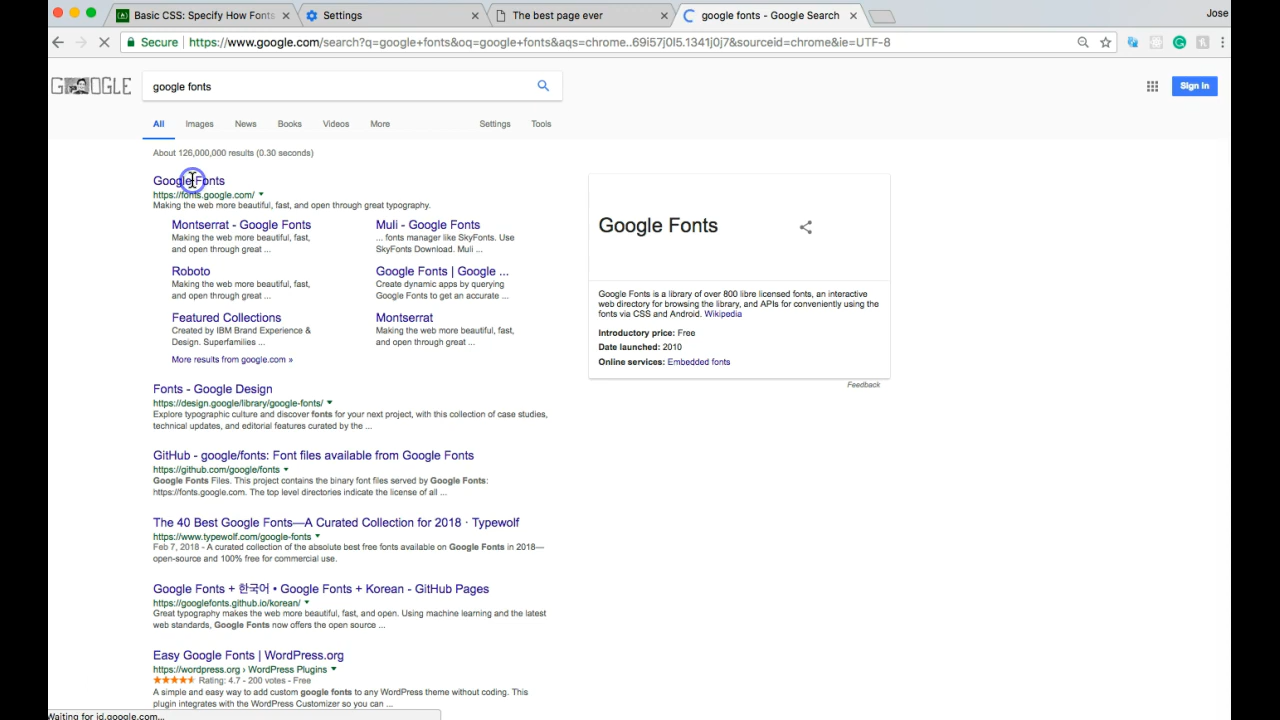 Basic CSS: Specify How Fonts
Settings
The best page ever
google fonts - Google Search
Jose
Secure
https://www.google.com/search?q=google+fonts&oq=google+fonts&aqs=chrome..69i57j0l5.1341j0j7&sourceid=chrome&ie=UTF-8
google fonts
Sign in
All
Images
News
Books
Videos
More
Settings
Tools
About 126,000,000 results (0.30 seconds)
Google Fonts
https://fonts.google.com/
Making the web more beautiful, fast, and open through great typography.
Montserrat - Google Fonts
Making the web more beautiful, fast,
and open through great ...
Muli - Google Fonts
... fonts manager like SkyFonts. Use
SkyFonts Download. Muli ...
Roboto
Making the web more beautiful, fast,
and open through great ...
Google Fonts | Google ...
Create dynamic apps by querying
Google Fonts to get an accurate ...
Featured Collections
Created by IBM Brand Experience &
Design. Superfamilies ...
Montserrat
Making the web more beautiful, fast,
and open through great ...
More results from google.com »
Fonts - Google Design
https://design.google/library/google-fonts/
Explore typographic culture and discover fonts for your next project, with this collection of case studies,
technical updates, and editorial features curated by the ...
GitHub - google/fonts: Font files available from Google Fonts
https://github.com/google/fonts
Google Fonts Files. This project contains the binary font files served by Google Fonts:
https://fonts.google.com. The top level directories indicate the license of all ...
The 40 Best Google Fonts—A Curated Collection for 2018 · Typewolf
https://www.typewolf.com/google-fonts
Feb 7, 2018 - A curated collection of the absolute best free fonts available on Google Fonts in 2018—
open-source and 100% free for commercial use.
Google Fonts + 한국어 • Google Fonts + Korean - GitHub Pages
https://googlefonts.github.io/korean/
Great typography makes the web more beautiful, fast, and open. Using machine learning and the latest
web standards, Google Fonts now offers the open source ...
Easy Google Fonts | WordPress.org
https://wordpress.org › WordPress Plugins
Rating: 4.7 - 200 votes - Free
A simple and easy way to add custom google fonts to any WordPress theme without coding. This
plugin integrates with the WordPress Customizer so you can ...
Google Fonts
Google Fonts is a library of over 800 libre licensed fonts, an interactive
web directory for browsing the library, and APIs for conveniently using the
fonts via CSS and Android. Wikipedia
Introductory price: Free
Date launched: 2010
Online services: Embedded fonts
Feedback
Waiting for id.google.com...